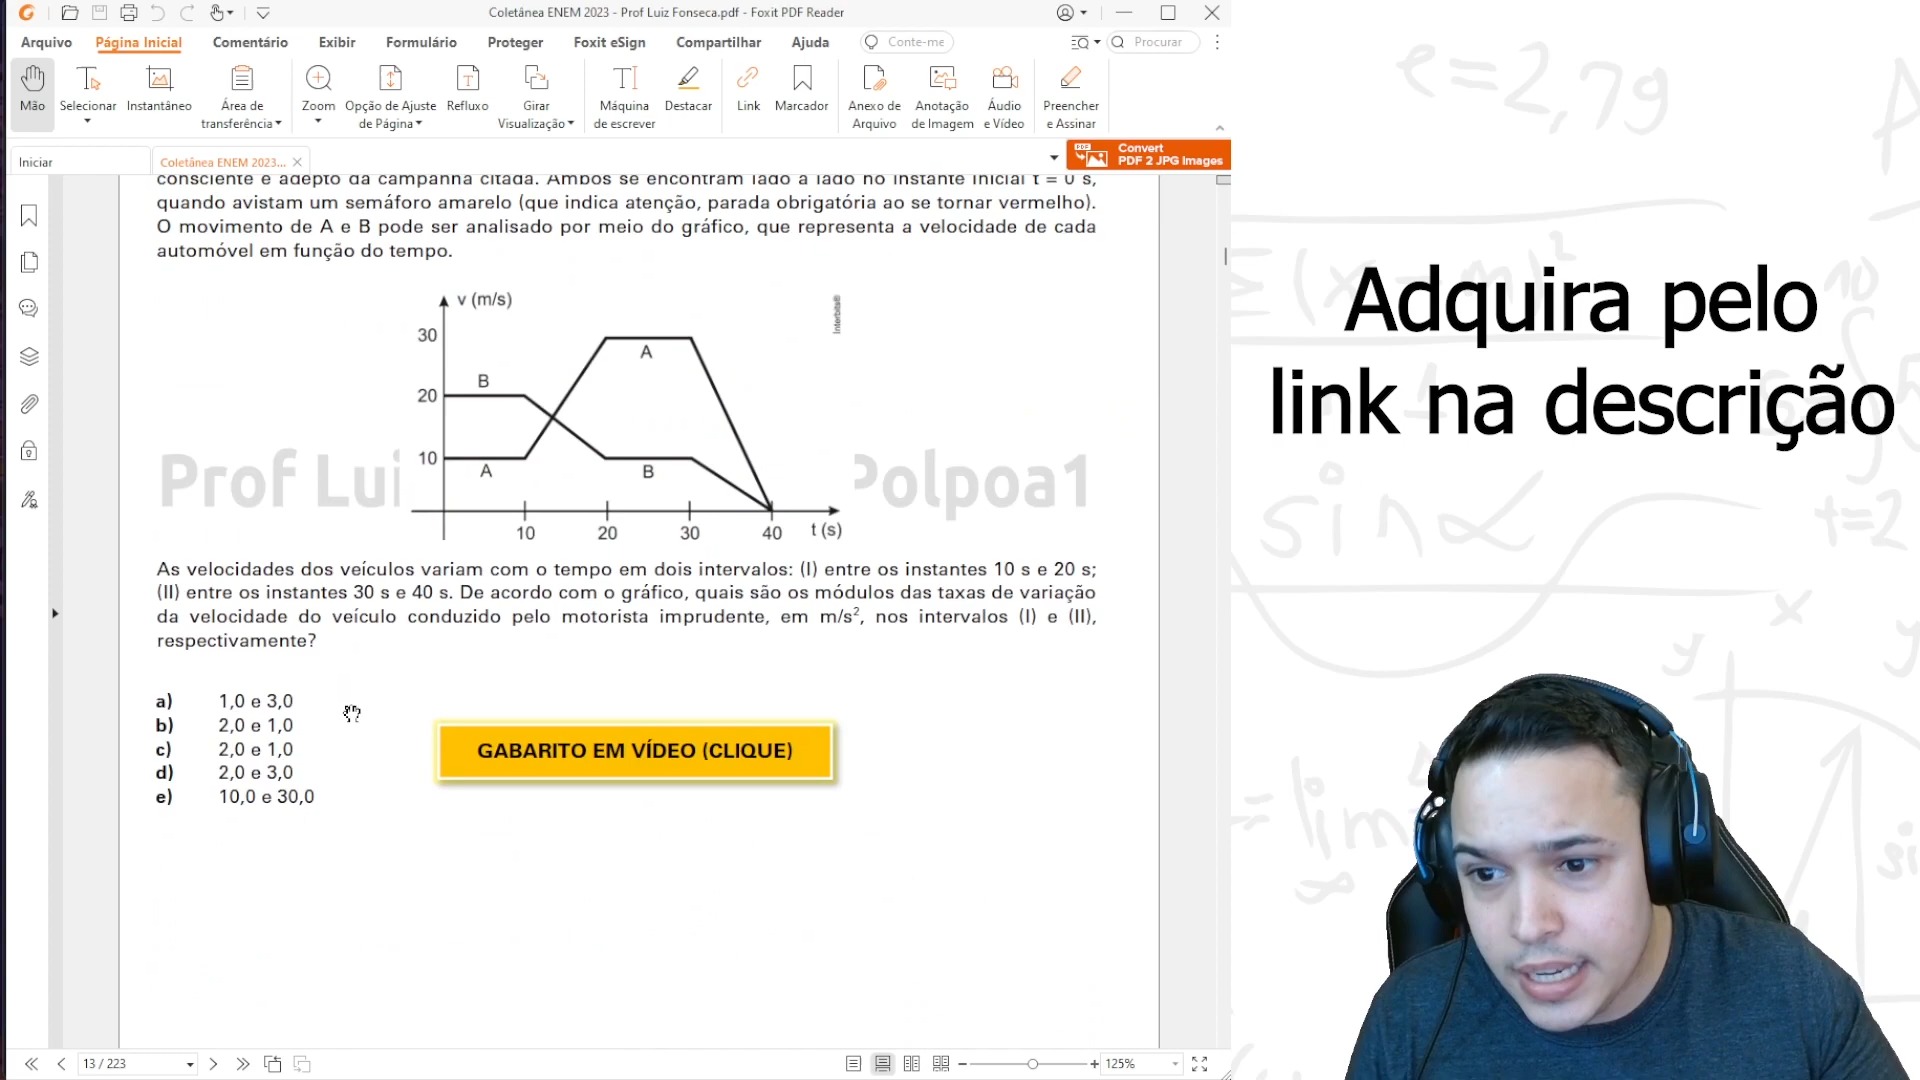 Coletânea ENEM 2023 - Prof Luiz Fonseca.pdf - Foxit PDF Reader
Arquivo Página Inicial Comentário Exibir Formulário Proteger Foxit eSign Compartilhar Ajuda Conte-me Procurar
Mão Selecionar Instantâneo Área de transferência Zoom Opção de Ajuste de Página Refluxo Girar Visualização Máquina de escrever Destacar Link Marcador Anexo de Arquivo Anotação de Imagem Áudio e Vídeo Preencher e Assinar
Iniciar
Coletânea ENEM 2023...
PDF
Convert
PDF 2 JPG Images
consciente e adepto da campanha citada. Ambos se encontram lado a lado no instante inicial t = 0 s,
quando avistam um semáforo amarelo (que indica atenção, parada obrigatória ao se tornar vermelho).
O movimento de A e B pode ser analisado por meio do gráfico, que representa a velocidade de cada
automóvel em função do tempo.
v (m/s)
Interbits®
30
A
B
20
10
A
B
10 20 30 40 t (s)
Prof Lui
Polpoa1
As velocidades dos veículos variam com o tempo em dois intervalos: (I) entre os instantes 10 s e 20 s;
(II) entre os instantes 30 s e 40 s. De acordo com o gráfico, quais são os módulos das taxas de variação
da velocidade do veículo conduzido pelo motorista imprudente, em m/s², nos intervalos (I) e (II),
respectivamente?
a) 1,0 e 3,0
b) 2,0 e 1,0
c) 2,0 e 1,0
d) 2,0 e 3,0
e) 10,0 e 30,0
GABARITO EM VÍDEO (CLIQUE)
13 / 223
125%
Adquira pelo
link na descrição
e=2,79
sinα
t=2
x
y
= lim
∞